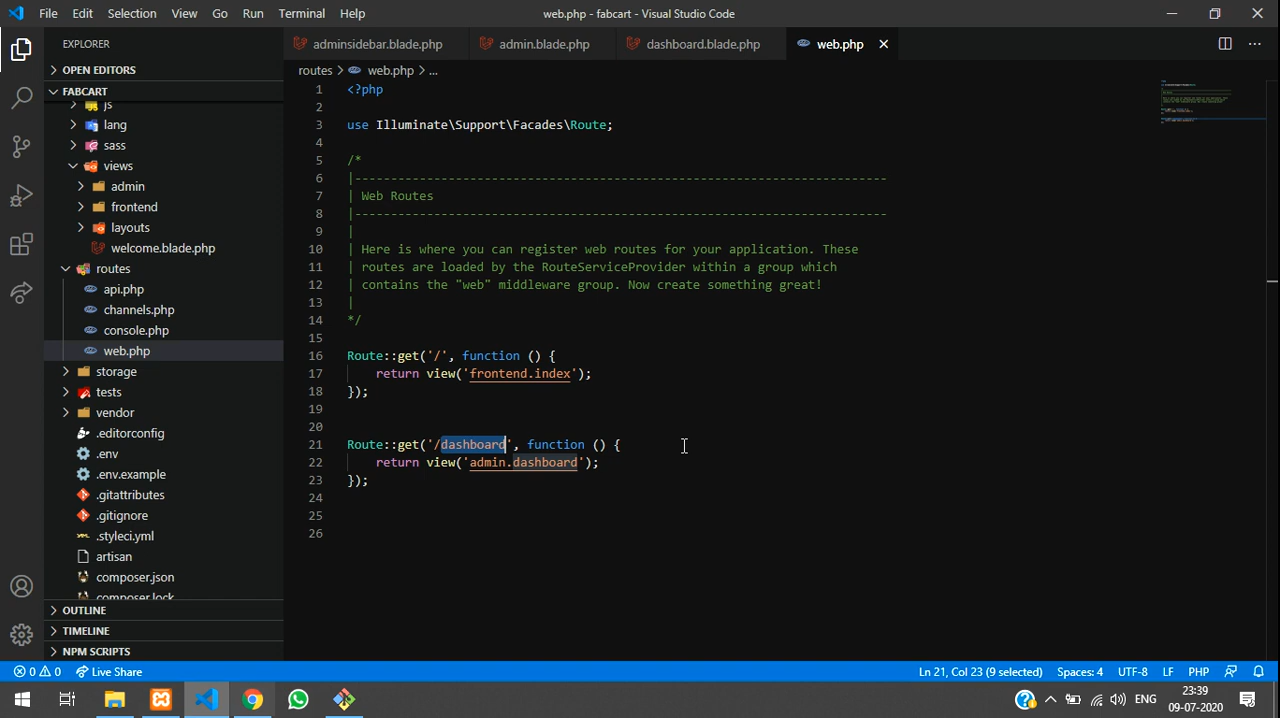 File Edit Selection View Go Run Terminal Help
web.php - fabcart - Visual Studio Code
EXPLORER
OPEN EDITORS
FABCART
js
lang
sass
views
admin
frontend
layouts
welcome.blade.php
routes
api.php
channels.php
console.php
web.php
storage
tests
vendor
.editorconfig
.env
.env.example
.gitattributes
.gitignore
.styleci.yml
artisan
composer.json
composer.lock
OUTLINE
TIMELINE
NPM SCRIPTS
adminsidebar.blade.php admin.blade.php dashboard.blade.php web.php
routes > web.php > ...
1 <?php
2
3 use Illuminate\Support\Facades\Route;
4
5 /*
6 |--------------------------------------------------------------------------
7 | Web Routes
8 |--------------------------------------------------------------------------
9 |
10 | Here is where you can register web routes for your application. These
11 | routes are loaded by the RouteServiceProvider within a group which
12 | contains the "web" middleware group. Now create something great!
13 |
14 */
15
16 Route::get('/', function () {
17 return view('frontend.index');
18 });
19
20
21 Route::get('/dashboard', function () {
22 return view('admin.dashboard');
23 });
24
25
26
0 0 Live Share
Ln 21, Col 23 (9 selected) Spaces: 4 UTF-8 LF PHP
ENG
23:39
09-07-2020